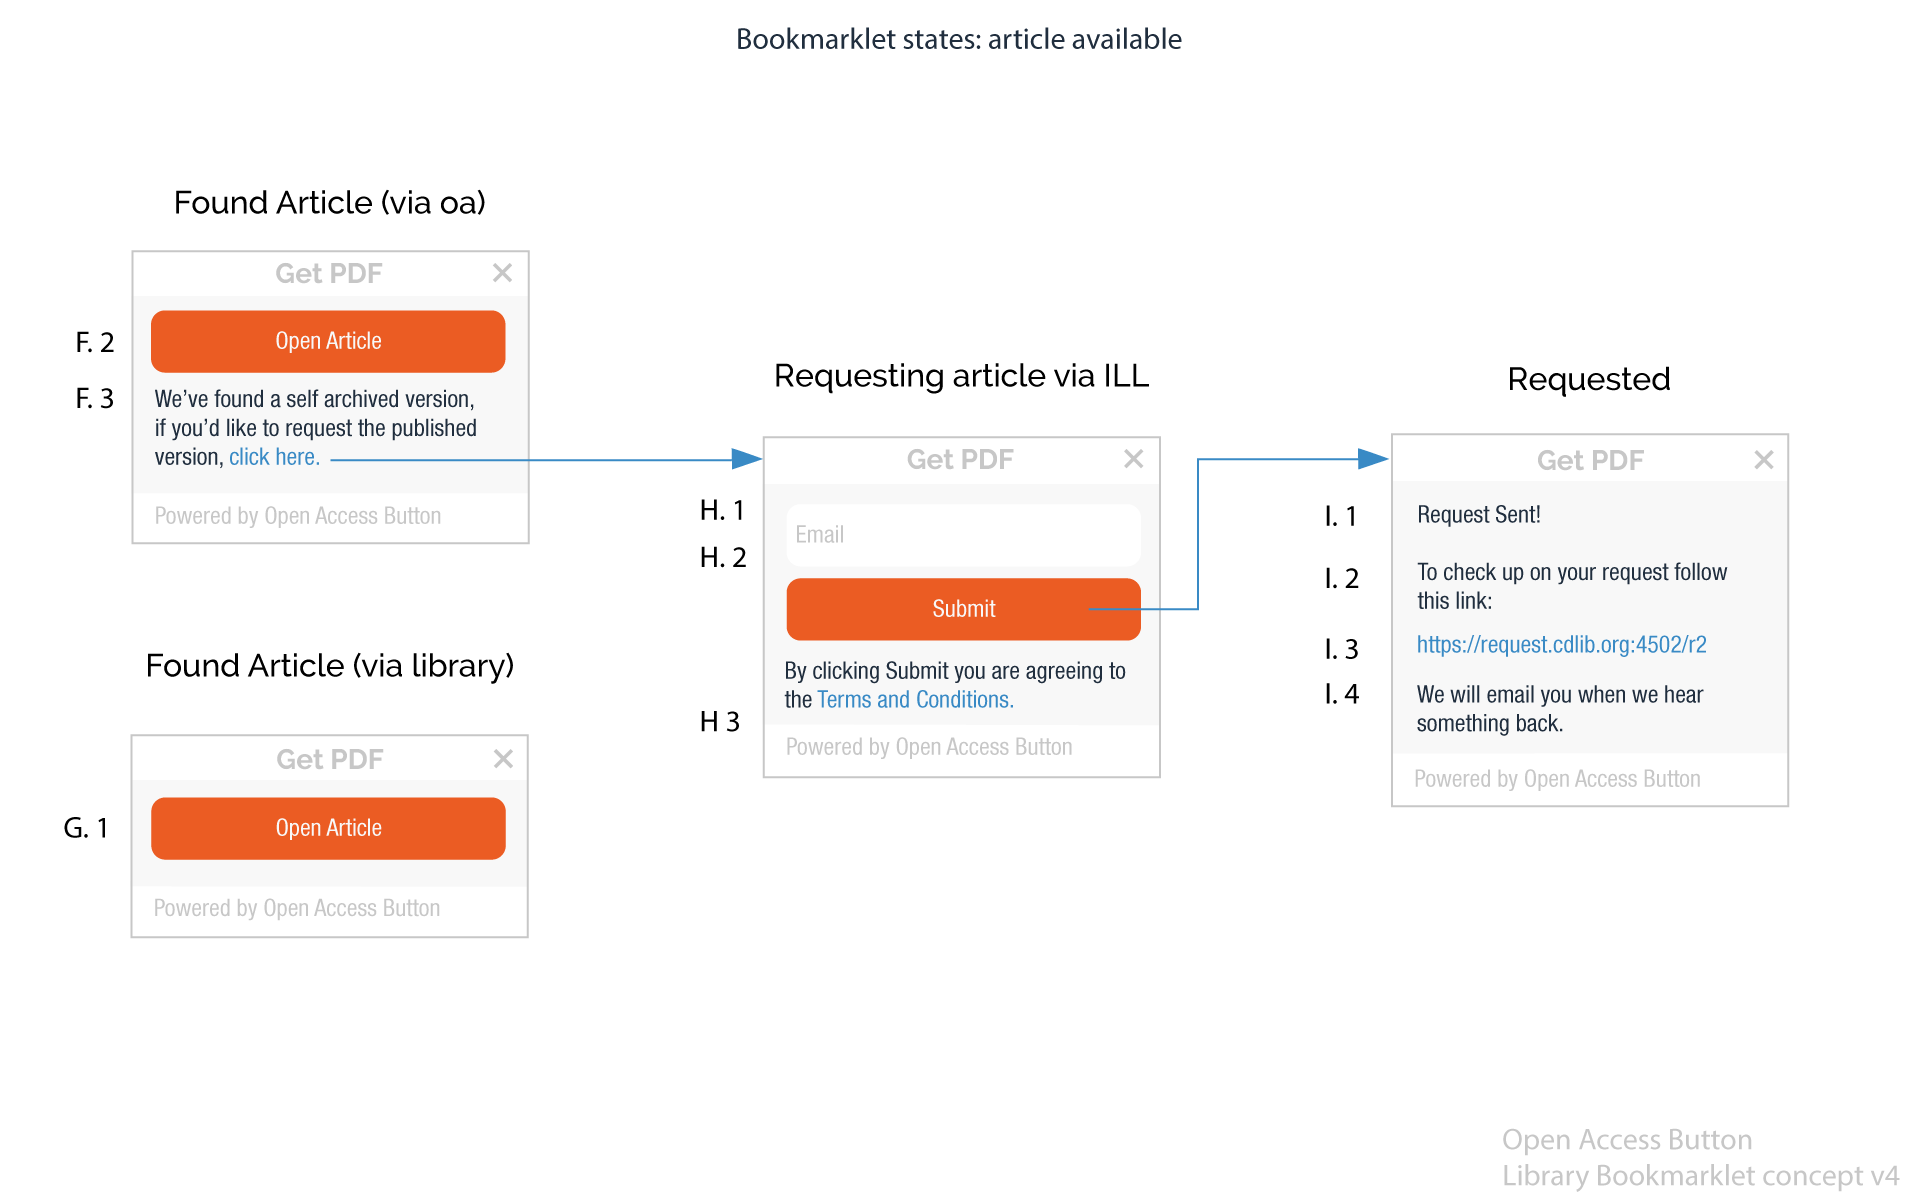 Bookmarklet states: article available
Found Article (via oa)
Get PDF
F. 2
Open Article
F. 3
We've found a self archived version,
if you'd like to request the published
version, click here.
Powered by Open Access Button
Found Article (via library)
Get PDF
G. 1
Open Article
Powered by Open Access Button
Requesting article via ILL
Get PDF
H. 1
Email
H. 2
Submit
By clicking Submit you are agreeing to
the Terms and Conditions.
H 3
Powered by Open Access Button
Requested
Get PDF
I. 1
Request Sent!
I. 2
To check up on your request follow
this link:
I. 3
https://request.cdlib.org:4502/r2
I. 4
We will email you when we hear
something back.
Powered by Open Access Button
Open Access Button
Library Bookmarklet concept v4